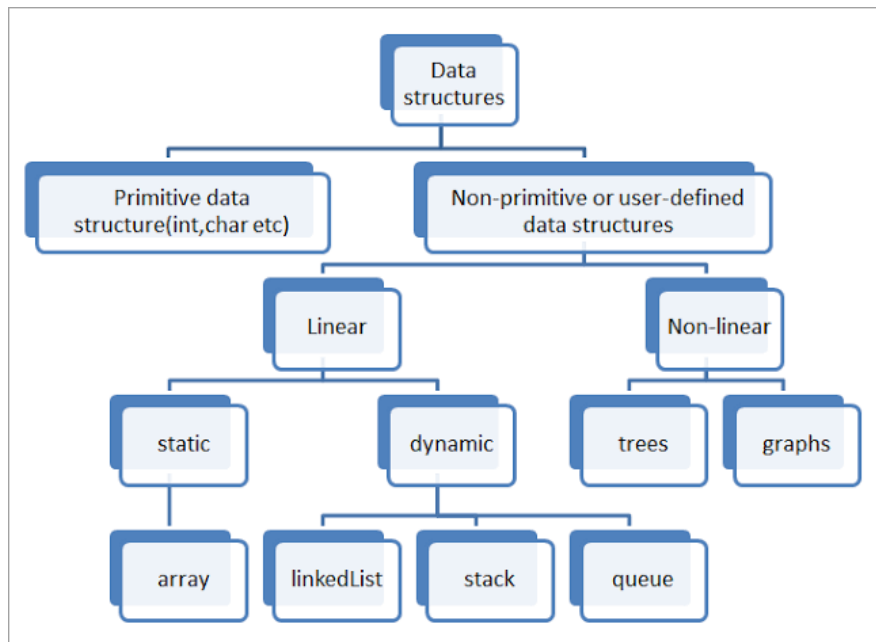 Data
structures
Primitive data
structure(int,char etc)
Non-primitive or user-defined
data structures
Linear
Non-linear
static
dynamic
trees
graphs
array
linkedList
stack
queue